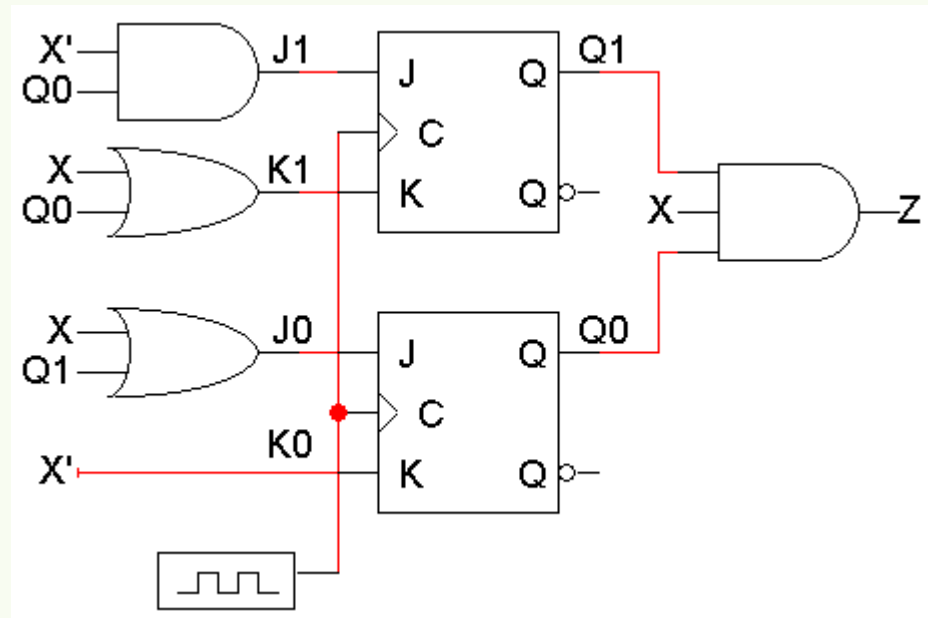 X' J1 J Q Q1
Q0
C
X K1 K Q
Q0
X Z
X J0 J Q Q0
Q1
C
K0
X' K Q